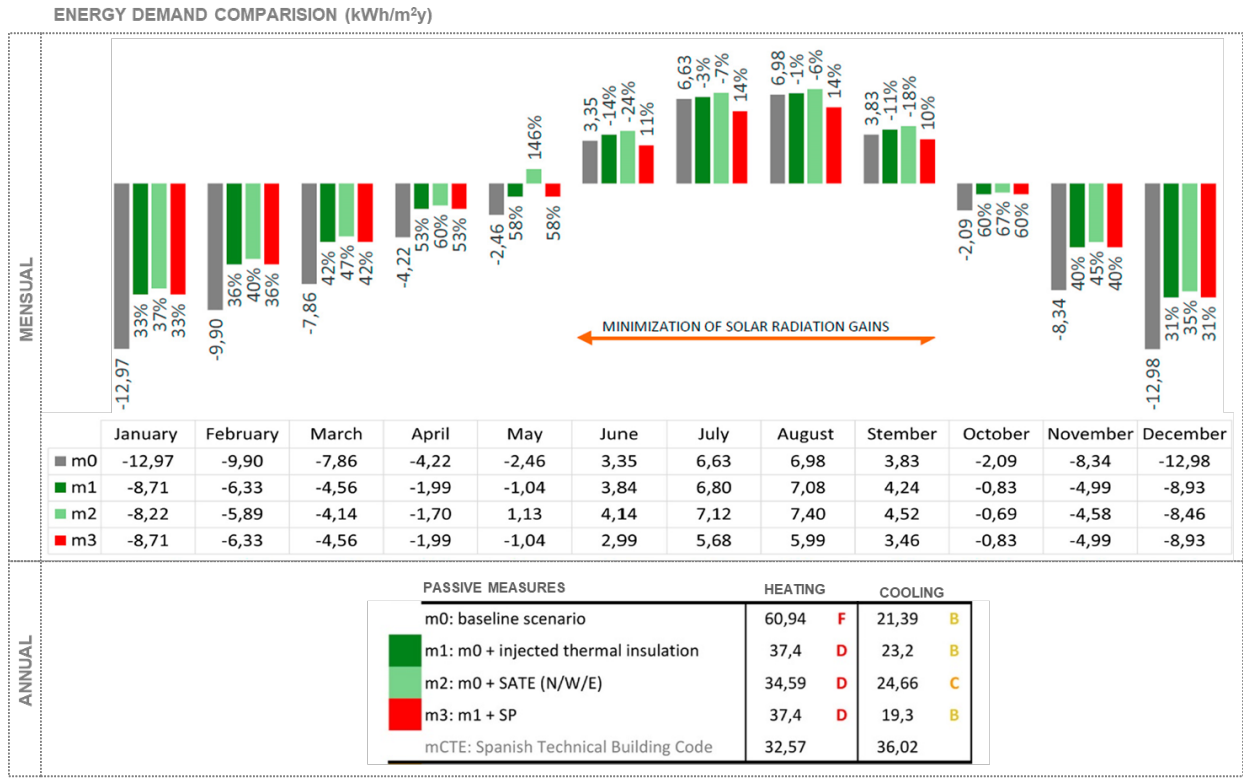 ENERGY DEMAND COMPARISION (kWh/m²y)
MENSUAL
-12,97 33% 37% 33%
-9,90 36% 40% 36%
-7,86 42% 47% 42%
-4,22 53% 60% 53%
-2,46 58% 146% 58%
3,35 -14% -24% 11%
6,63 -3% -7% 14%
6,98 -1% -6% 14%
3,83 -11% -18% 10%
-2,09 60% 67% 60%
-8,34 40% 45% 40%
-12,98 31% 35% 31%
MINIMIZATION OF SOLAR RADIATION GAINS
January February March April May June July August Stember October November December
m0 -12,97 -9,90 -7,86 -4,22 -2,46 3,35 6,63 6,98 3,83 -2,09 -8,34 -12,98
m1 -8,71 -6,33 -4,56 -1,99 -1,04 3,84 6,80 7,08 4,24 -0,83 -4,99 -8,93
m2 -8,22 -5,89 -4,14 -1,70 1,13 4,14 7,12 7,40 4,52 -0,69 -4,58 -8,46
m3 -8,71 -6,33 -4,56 -1,99 -1,04 2,99 5,68 5,99 3,46 -0,83 -4,99 -8,93
ANNUAL
PASSIVE MEASURES HEATING COOLING
m0: baseline scenario 60,94 F 21,39 B
m1: m0 + injected thermal insulation 37,4 D 23,2 B
m2: m0 + SATE (N/W/E) 34,59 D 24,66 C
m3: m1 + SP 37,4 D 19,3 B
mCTE: Spanish Technical Building Code 32,57 36,02